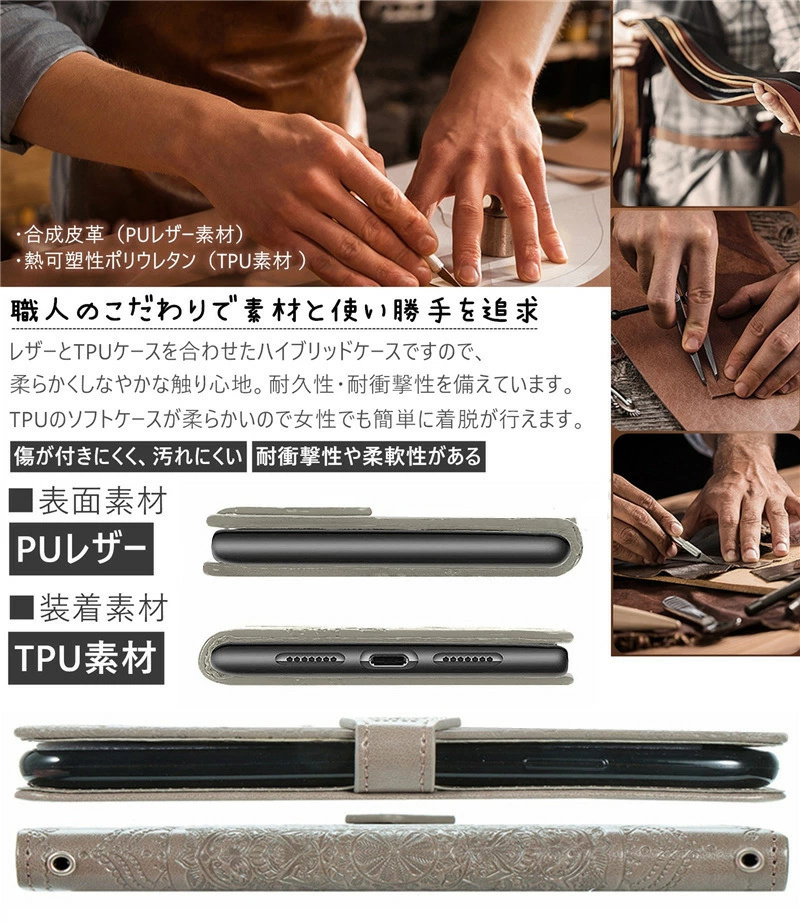 ・合成皮革（PUレザー素材）
・熱可塑性ポリウレタン（TPU素材）
職人のこだわりで素材と使い勝手を追求
レザーとTPUケースを合わせたハイブリッドケースですので、
柔らかくしなやかな触り心地。耐久性・耐衝撃性を備えています。
TPUのソフトケースが柔らかいので女性でも簡単に着脱が行えます。
傷が付きにくく、汚れにくい 耐衝撃性や柔軟性がある
■表面素材
PUレザー
■装着素材
TPU素材